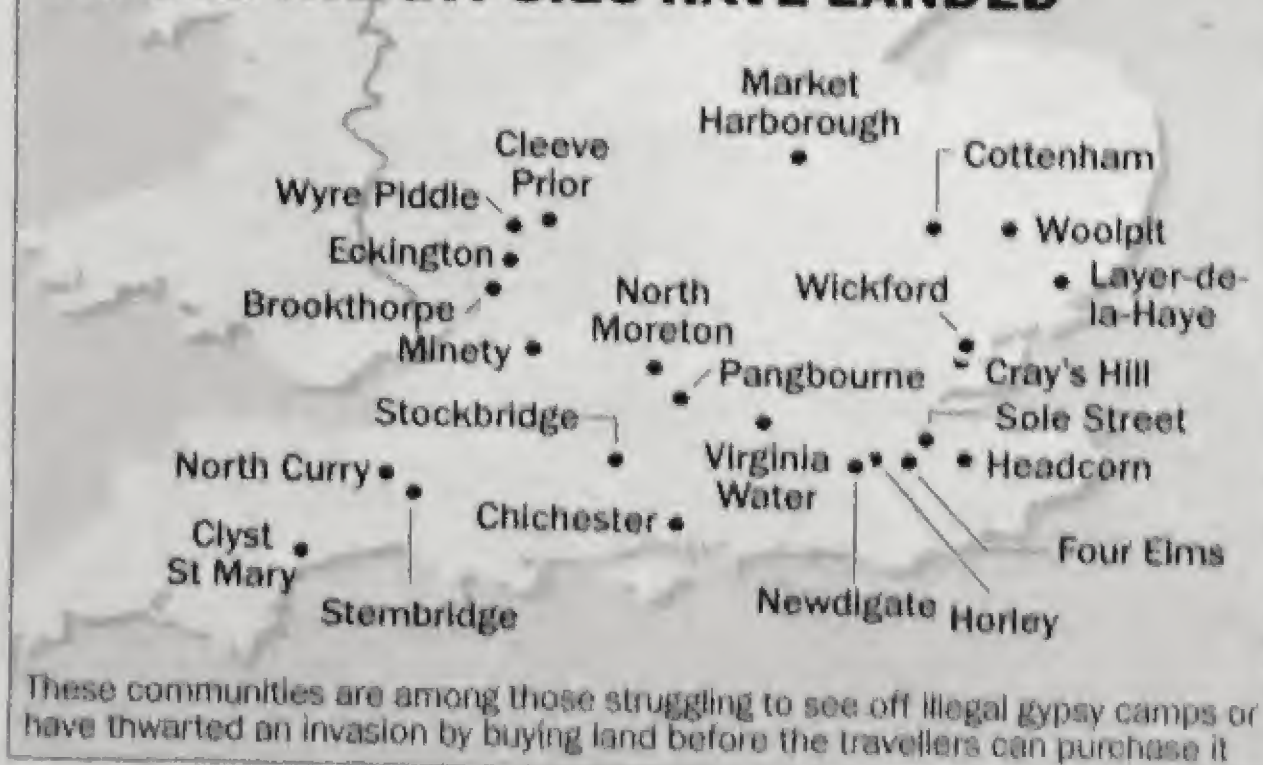 HAVE LANDED
Market
Harborough
Cleeve
Prior
Cottenham
Wyre Piddle
Woolpit
Eckington
Layer-de-
la-Haye
Brookthorpe
North
Moreton
Wickford
Minety
Pangbourne
Cray's Hill
Stockbridge
Sole Street
North Curry
Virginia
Water
Headcorn
Chichester
Clyst
St Mary
Four Elms
Stembridge
Newdigate
Horley
These communities are among those struggling to see off illegal gypsy camps or
have thwarted an invasion by buying land before the travellers can purchase it